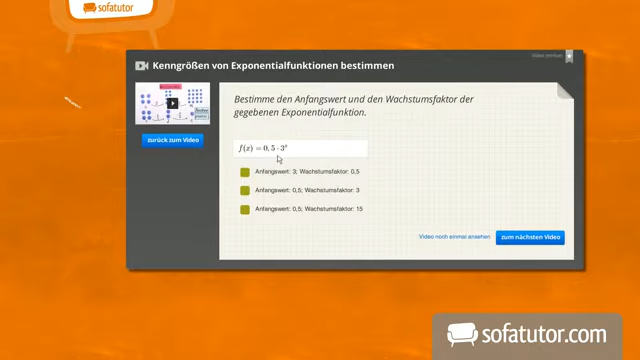 sofatutor
Video merken
Kenngrößen von Exponentialfunktionen bestimmen
Bestimme den Anfangswert und den Wachstumsfaktor der
gegebenen Exponentialfunktion.
zurück zum Video
f(x) = 0,5 · 3ˣ
Anfangswert: 3; Wachstumsfaktor: 0,5
Anfangswert: 0,5; Wachstumsfaktor: 3
Anfangswert: 0,5; Wachstumsfaktor: 15
Video noch einmal ansehen
zum nächsten Video
sofatutor.com